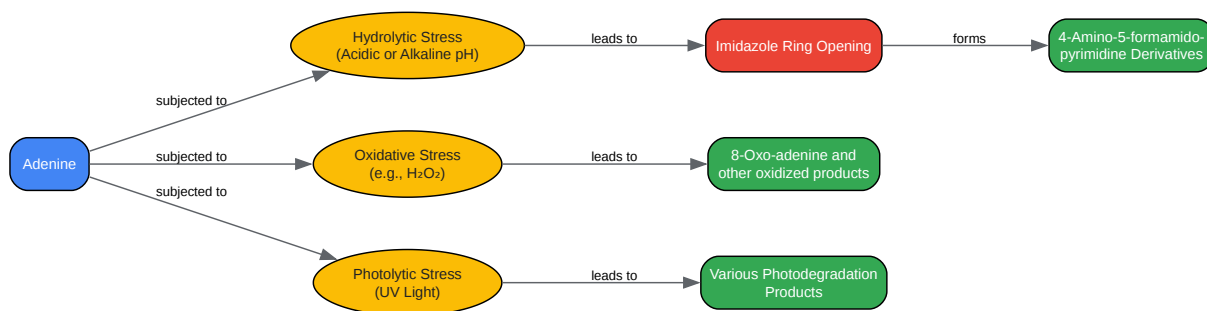 Adenine
subjected to
subjected to
subjected to
Hydrolytic Stress
(Acidic or Alkaline pH)
leads to
Imidazole Ring Opening
forms
4-Amino-5-formamido-
pyrimidine Derivatives
Oxidative Stress
(e.g., H₂O₂)
leads to
8-Oxo-adenine and
other oxidized products
Photolytic Stress
(UV Light)
leads to
Various Photodegradation
Products